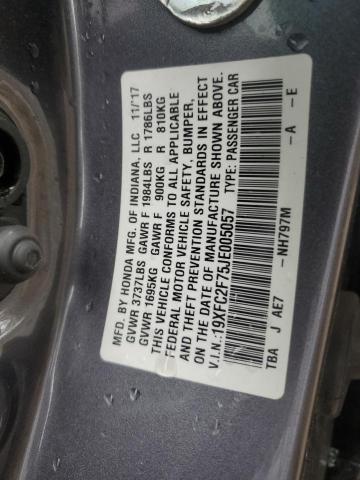 MFD. BY HONDA MFG. OF INDIANA, LLC 11/'17
GVWR 3737LBS GAWR F 1984LBS R 1786LBS
GVWR 1695KG GAWR F 900KG R 810KG
THIS VEHICLE CONFORMS TO ALL APPLICABLE
FEDERAL MOTOR VEHICLE SAFETY, BUMPER,
AND THEFT PREVENTION STANDARDS IN EFFECT
ON THE DATE OF MANUFACTURE SHOWN ABOVE.
V.I.N.:19XFC2F75JE005057 TYPE: PASSENGER CAR
TBA J AE7 -NH797M -A -E